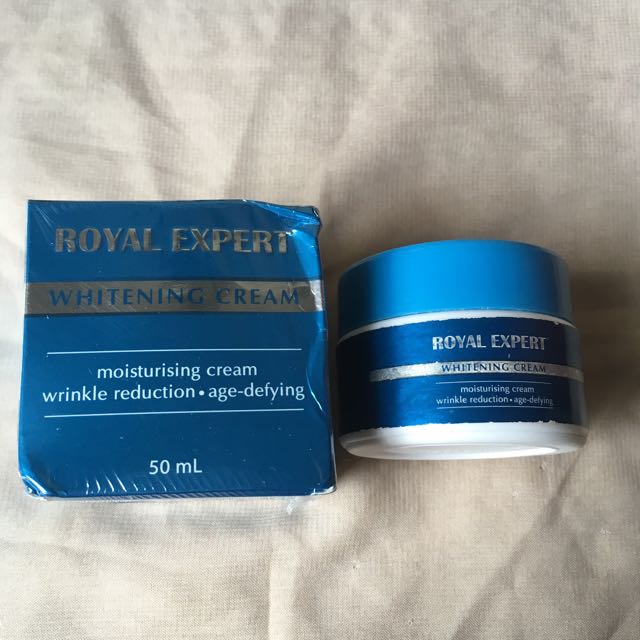 ROYAL EXPERT
WHITENING CREAM
moisturising cream
wrinkle reduction • age-defying
50 mL
ROYAL EXPERT
WHITENING CREAM
moisturising cream
wrinkle reduction • age-defying